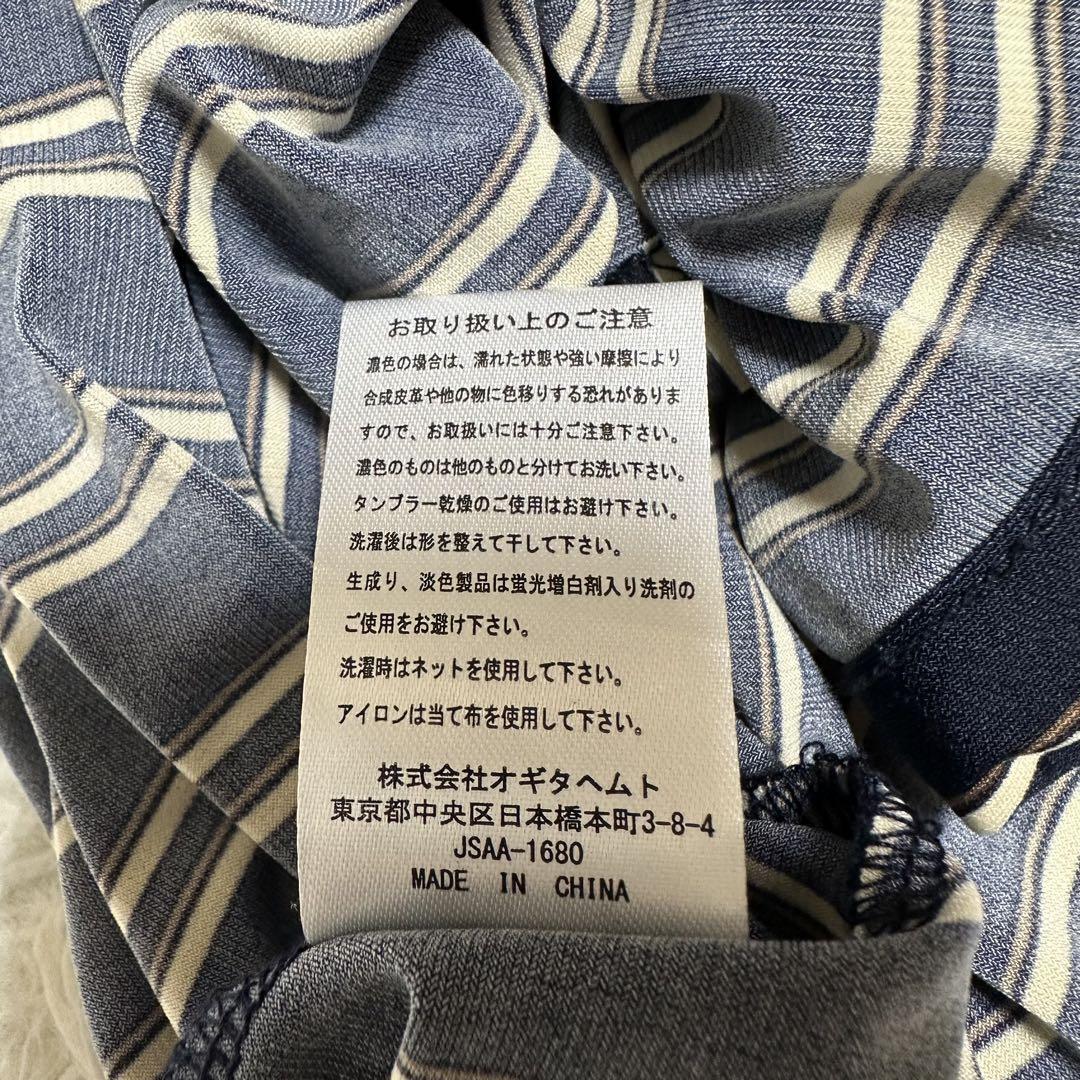 お取り扱い上のご注意
濃色の場合は、濡れた状態や強い摩擦により
合成皮革や他の物に色移りする恐れがありま
すので、お取扱いには十分ご注意下さい。
濃色のものは他のものと分けてお洗い下さい。
タンブラー乾燥のご使用はお避け下さい。
洗濯後は形を整えて干して下さい。
生成り、淡色製品は蛍光増白剤入り洗剤の
ご使用をお避け下さい。
洗濯時はネットを使用して下さい。
アイロンは当て布を使用して下さい。
株式会社オギタヘムト
東京都中央区日本橋本町3-8-4
JSAA-1680
MADE IN CHINA